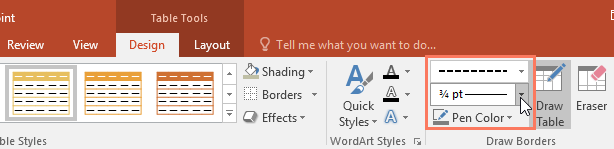 oint
Table Tools
Review
View
Design
Layout
Tell me what you want to do...
Shading
Borders
Effects
Quick
Styles
A
A
A
¾ pt
Pen Color
Draw
Table
Eraser
ble Styles
WordArt Styles
Draw Borders